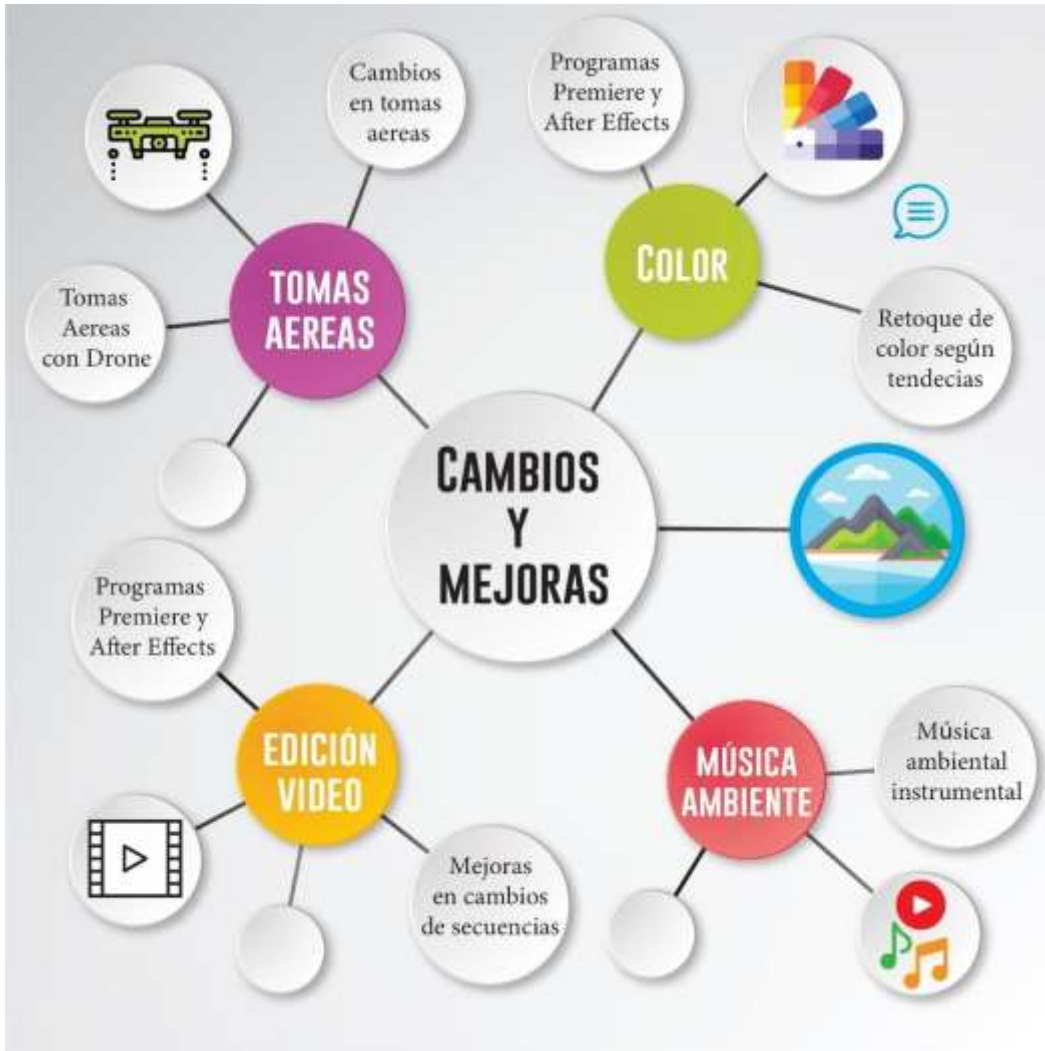 Cambios
en tomas
aereas
Programas
Premiere y
After Effects
TOMAS
AEREAS
COLOR
Tomas
Aereas
con Drone
Retoque de
color según
tendecias
CAMBIOS
Y
MEJORAS
Programas
Premiere y
After Effects
EDICIÓN
VIDEO
MÚSICA
AMBIENTE
Música
ambiental
instrumental
Mejoras
en cambios
de secuencias